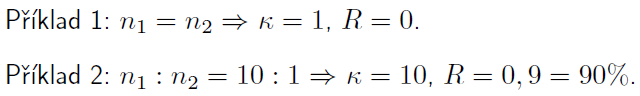 Příklad 1: n₁ = n₂ ⇒ κ = 1, R = 0.
Příklad 2: n₁ : n₂ = 10 : 1 ⇒ κ = 10, R = 0, 9 = 90%.